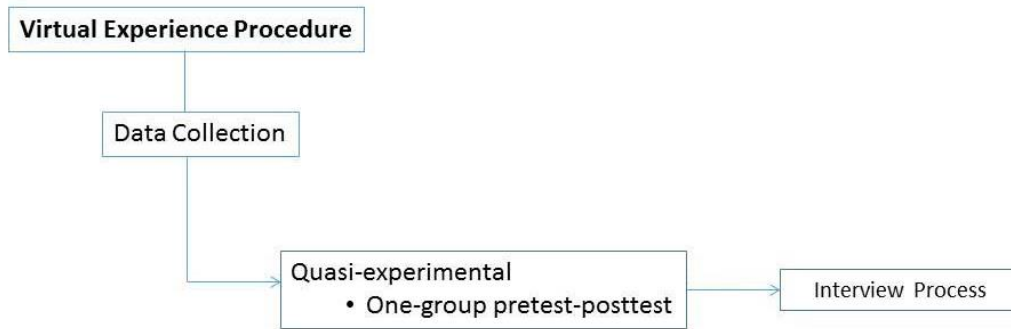 Virtual Experience Procedure
Data Collection
Quasi-experimental
• One-group pretest-posttest
Interview Process